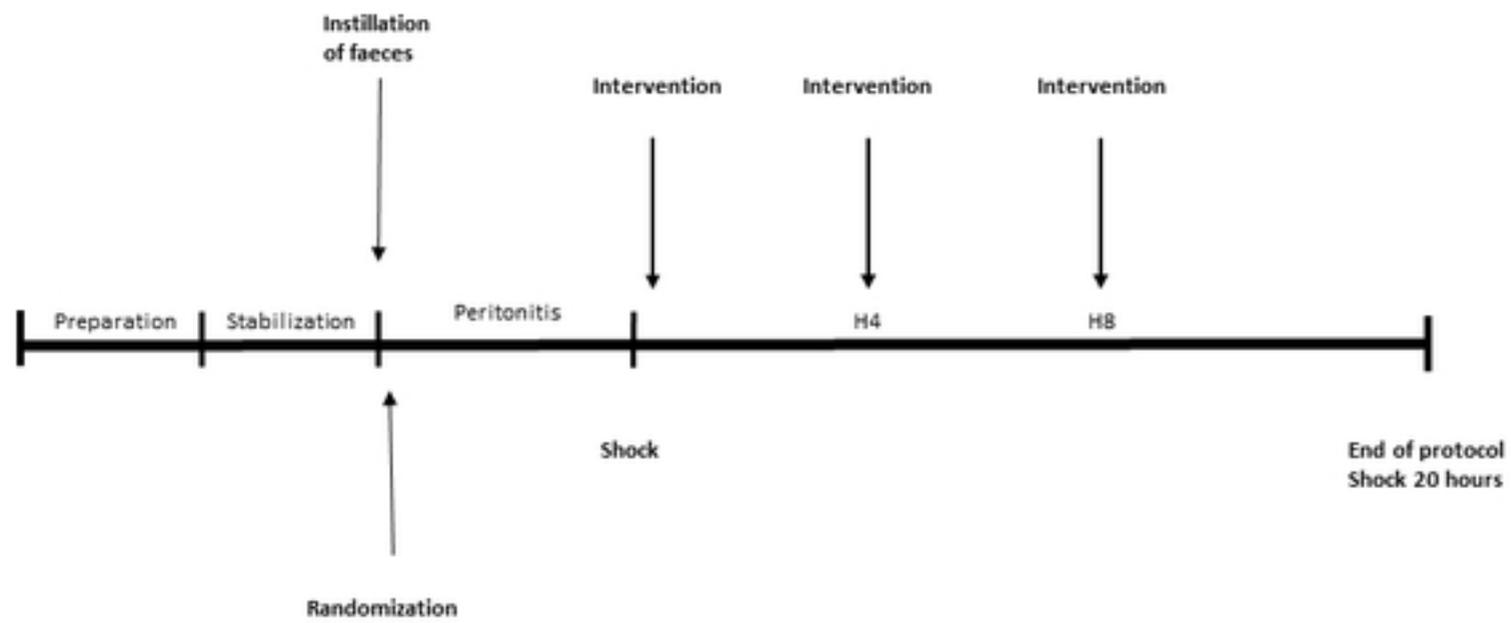 Instillation
of faeces
Intervention Intervention Intervention
Preparation Stabilization Peritonitis H4 H8
Shock
End of protocol
Shock 20 hours
Randomization